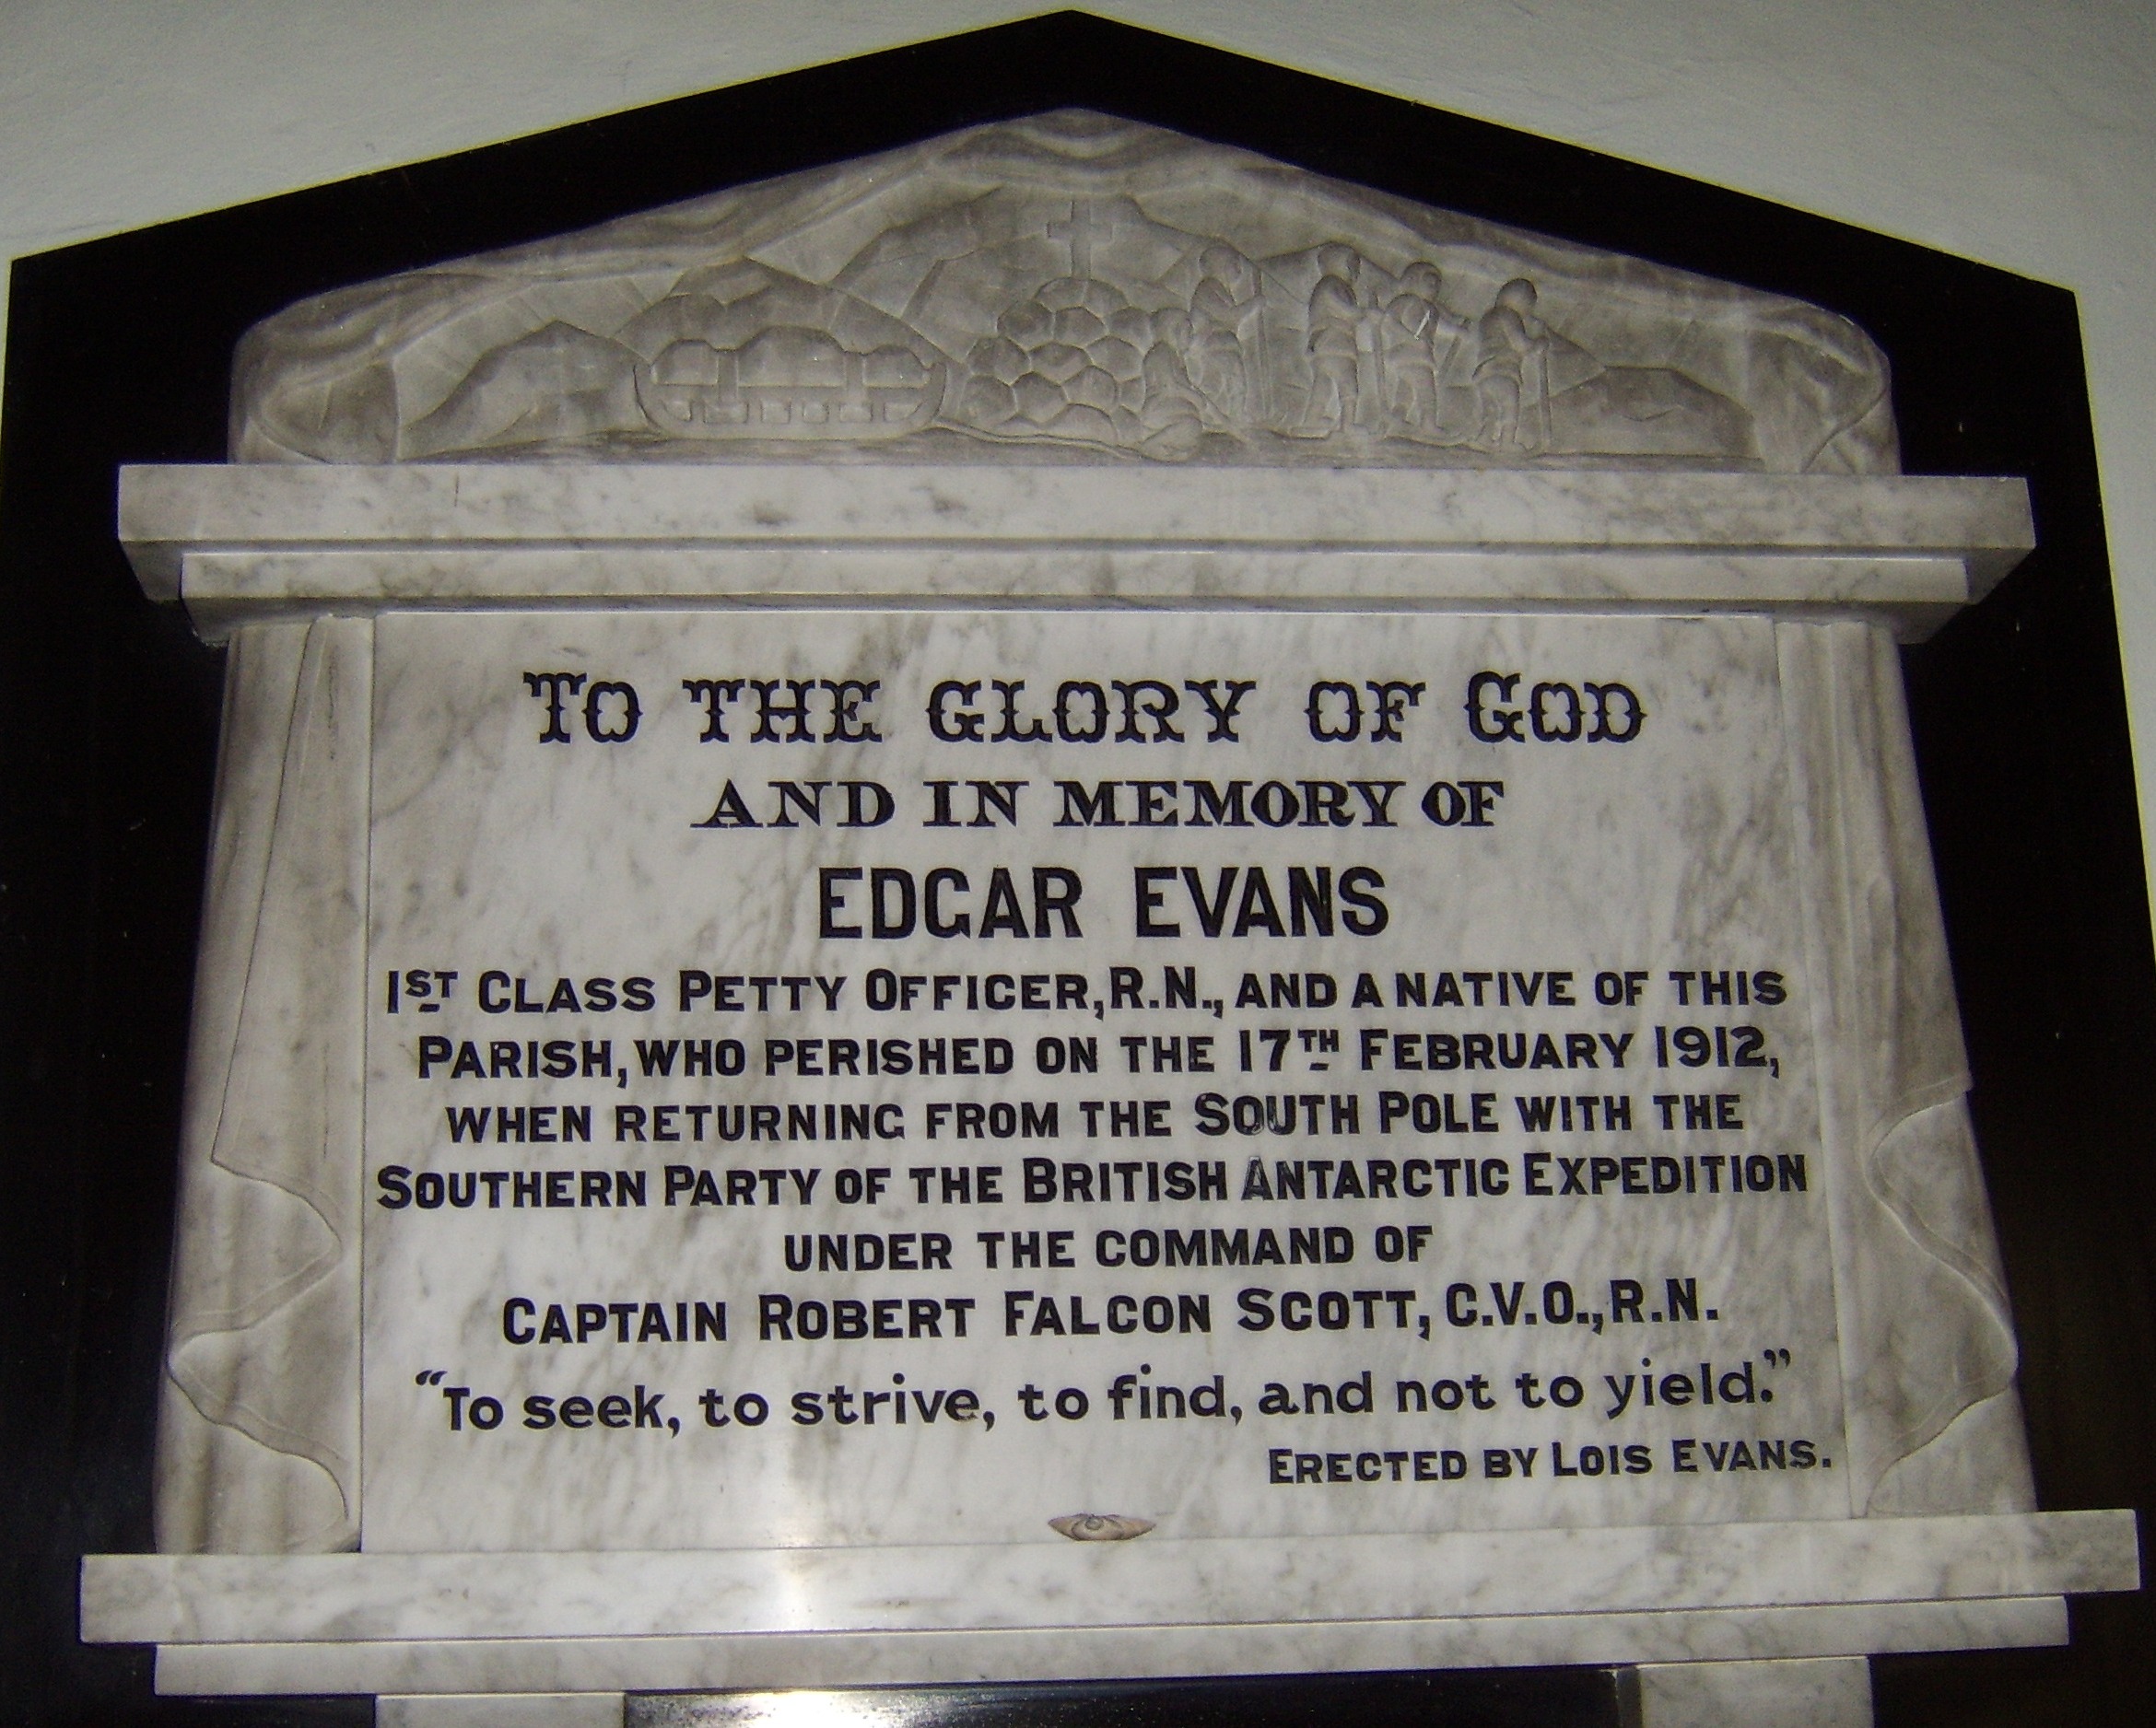 To the glory of God
and in memory of
EDGAR EVANS
1st Class Petty Officer, R.N., and a native of this
Parish, who perished on the 17th February 1912,
when returning from the South Pole with the
Southern Party of the British Antarctic Expedition
under the command of
Captain Robert Falcon Scott, C.V.O., R.N.
“To seek, to strive, to find, and not to yield.”
Erected by Lois Evans.